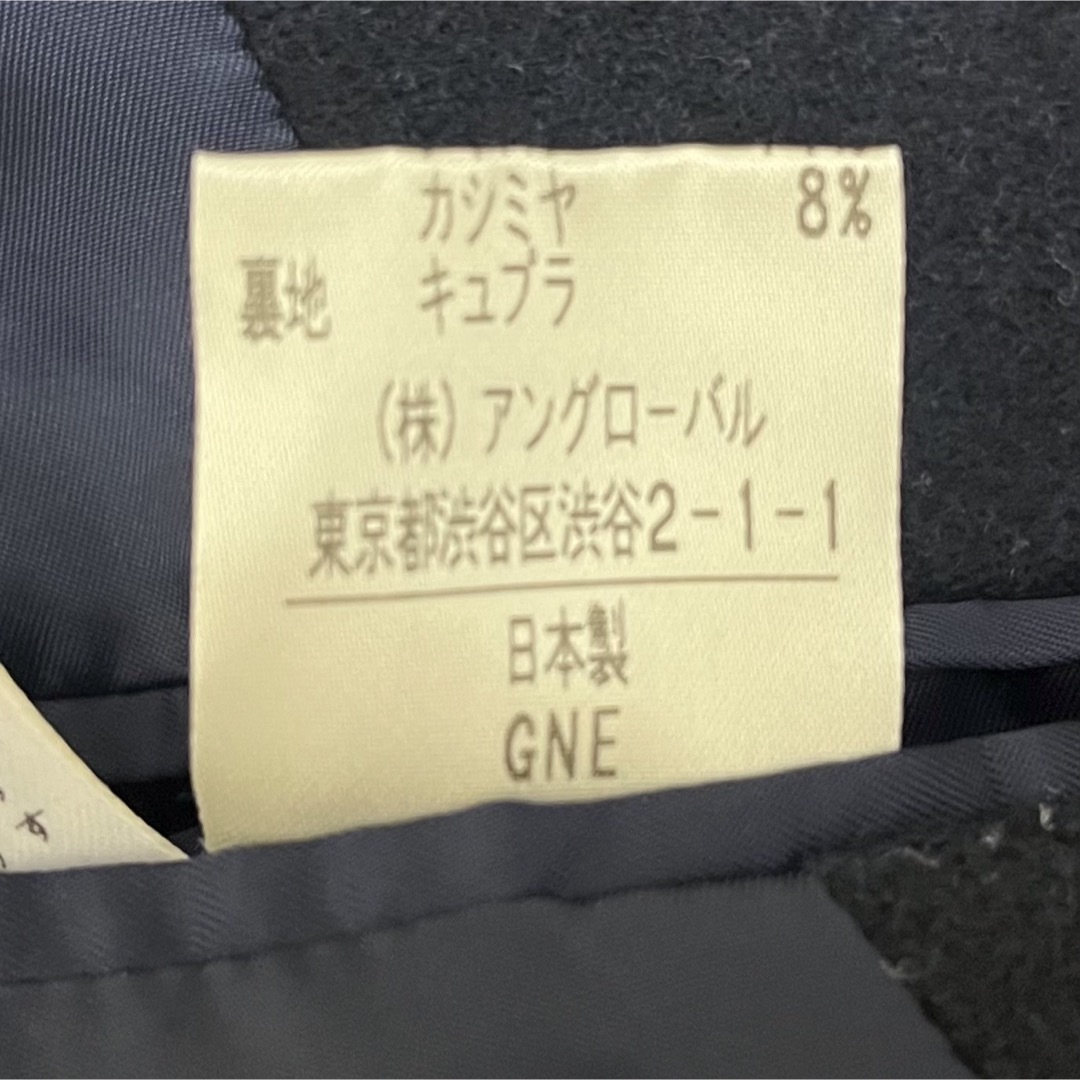 カシミヤ 8%
裏地 キュプラ
(株) アングローバル
東京都渋谷区渋谷2-1-1
日本製
GNE
す